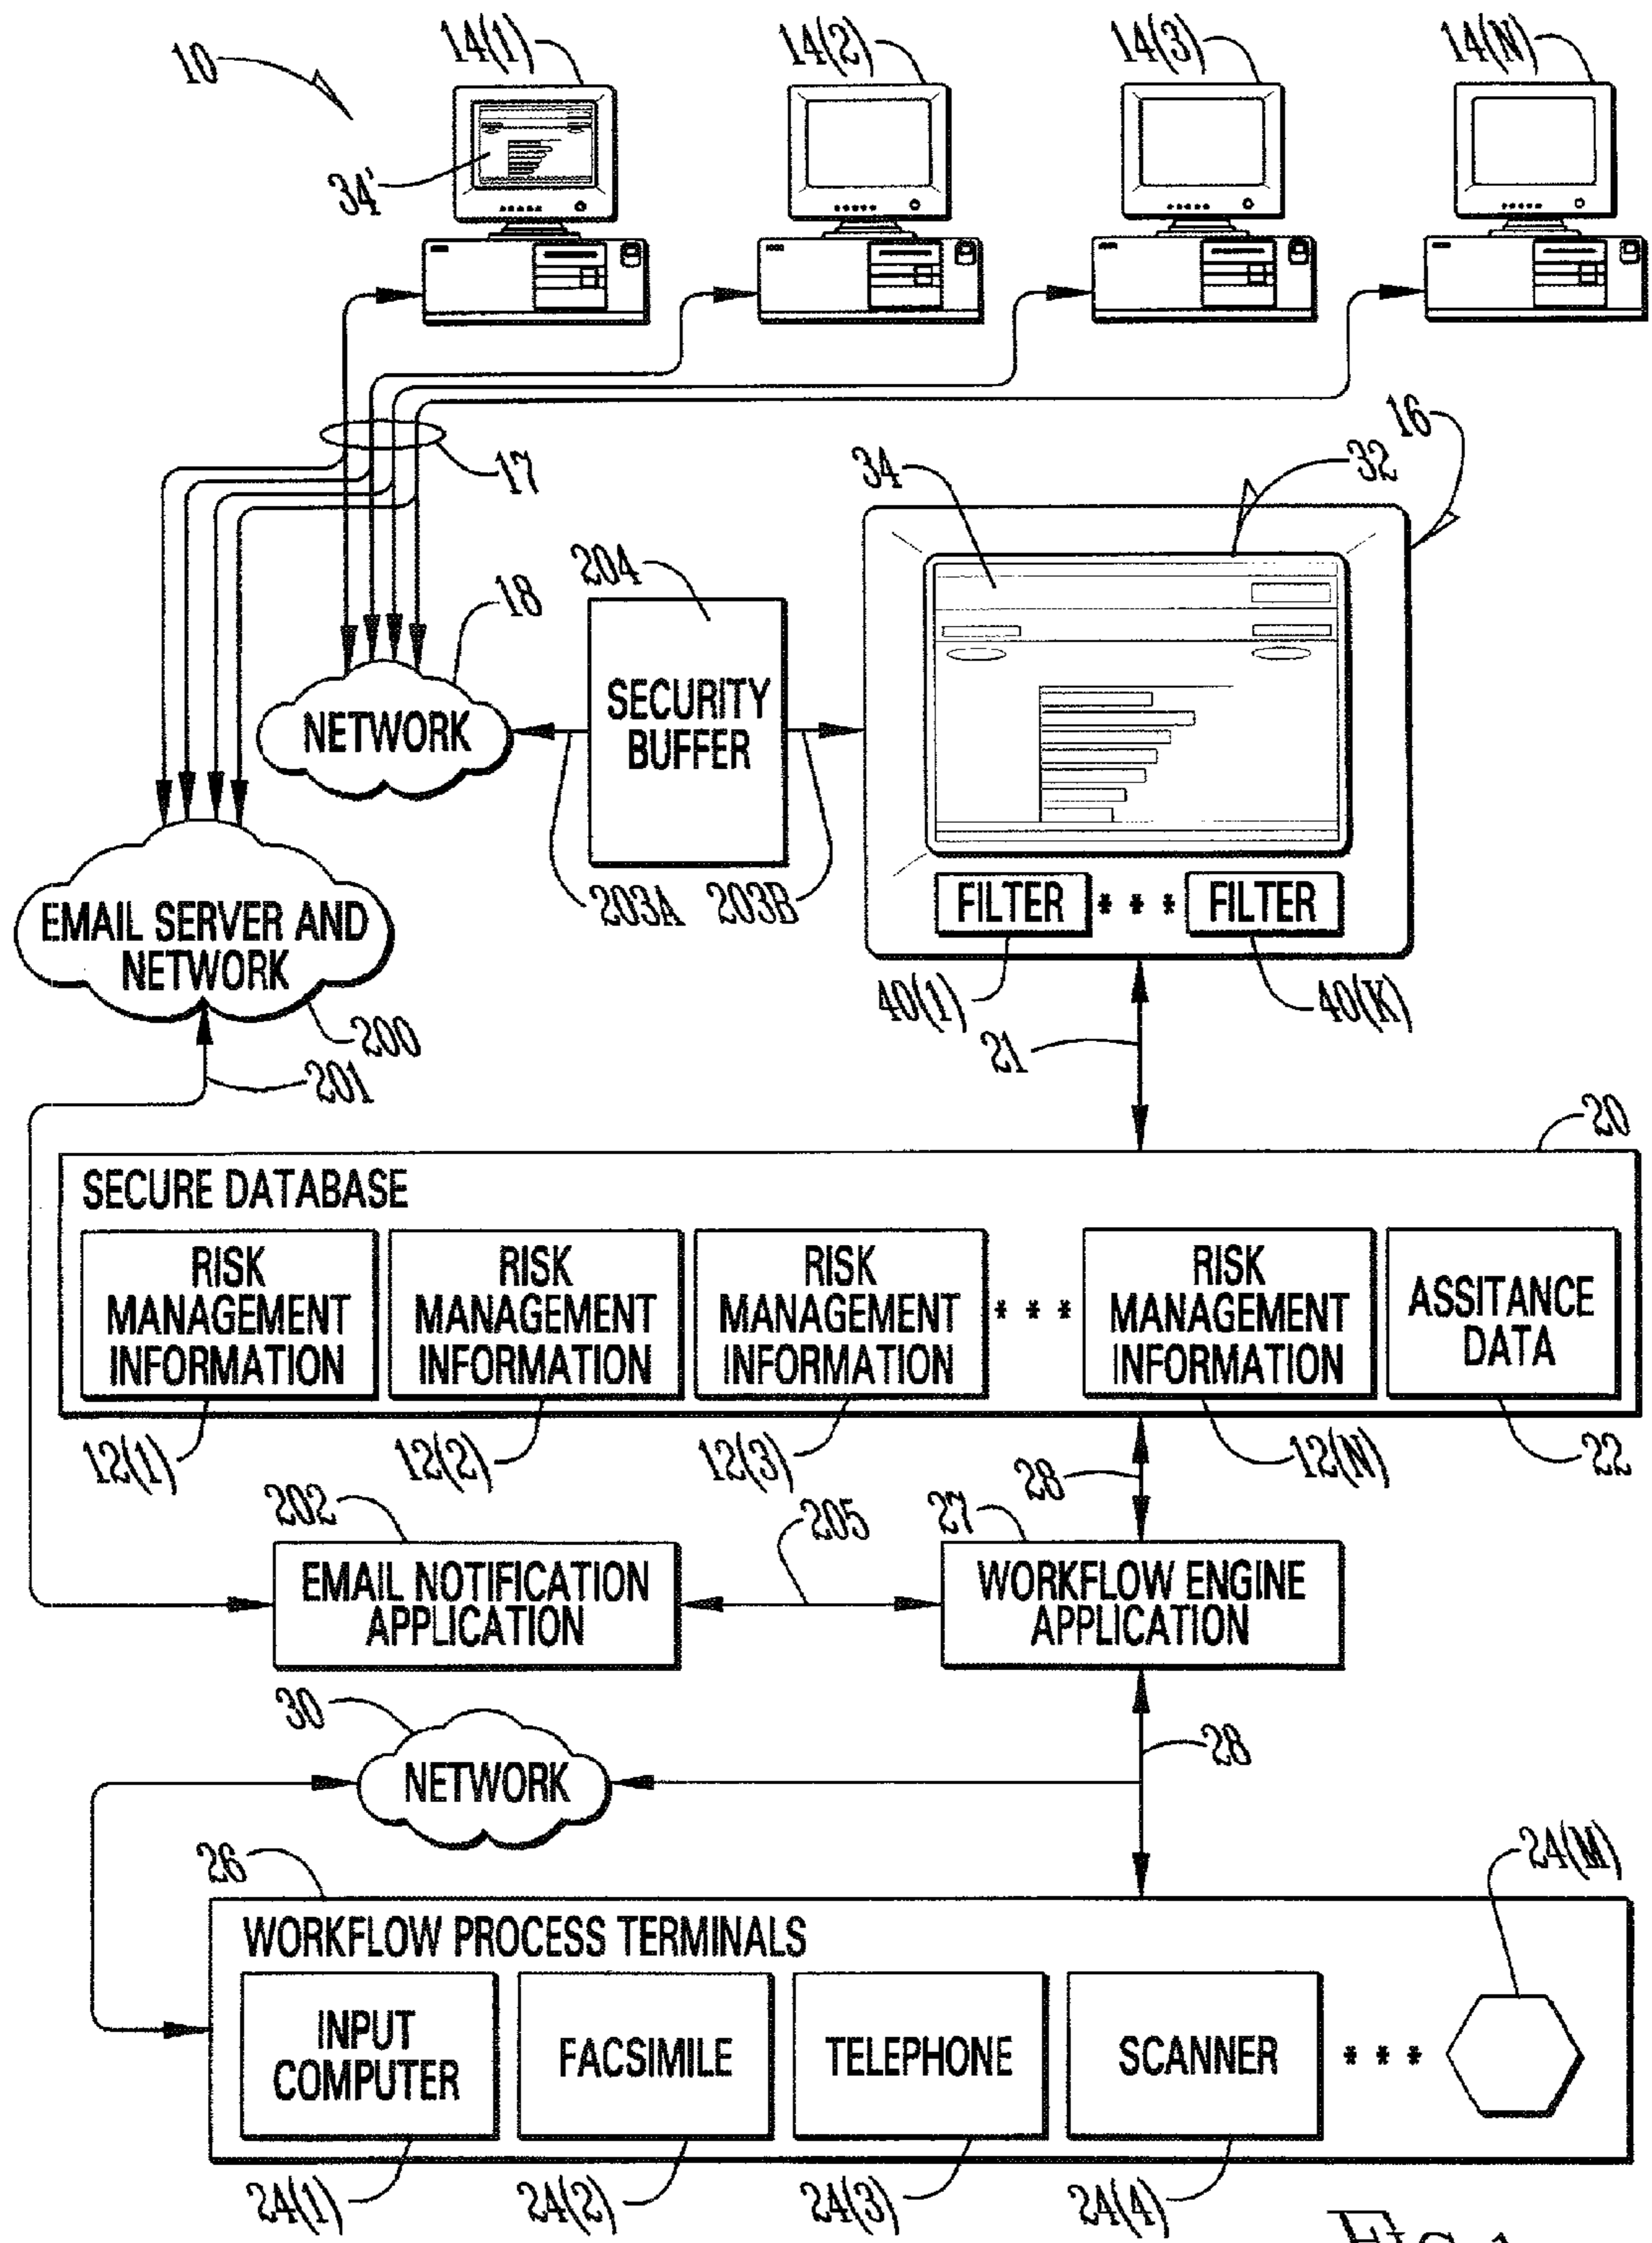 10
14(1)
14(2)
14(3)
14(N)
34'
17
16
34
32
204
18
SECURITY
BUFFER
NETWORK
203A
203B
FILTER * * * FILTER
EMAIL SERVER AND
NETWORK
40(1)
40(K)
200
21
201
20
SECURE DATABASE
RISK
MANAGEMENT
INFORMATION
RISK
MANAGEMENT
INFORMATION
RISK
MANAGEMENT
INFORMATION
* * *
RISK
MANAGEMENT
INFORMATION
ASSITANCE
DATA
12(1)
12(2)
12(3)
28
12(N)
22
202
205
27
EMAIL NOTIFICATION
APPLICATION
WORKFLOW ENGINE
APPLICATION
30
28
NETWORK
26
24(M)
WORKFLOW PROCESS TERMINALS
INPUT
COMPUTER
FACSIMILE
TELEPHONE
SCANNER
* * *
24(1)
24(2)
24(3)
24(4)